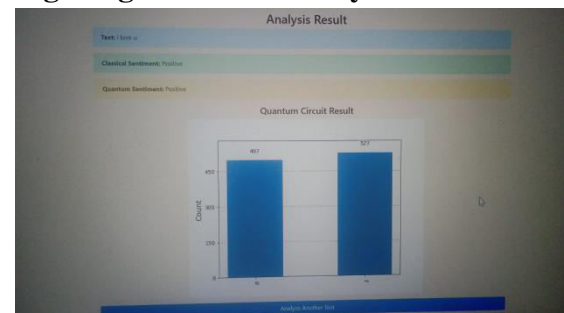 Analysis Result
Text: I love u
Classical Sentiment: Positive
Quantum Sentiment: Positive
Quantum Circuit Result
497
527
450
300
150
0
Count
Analyze Another Text